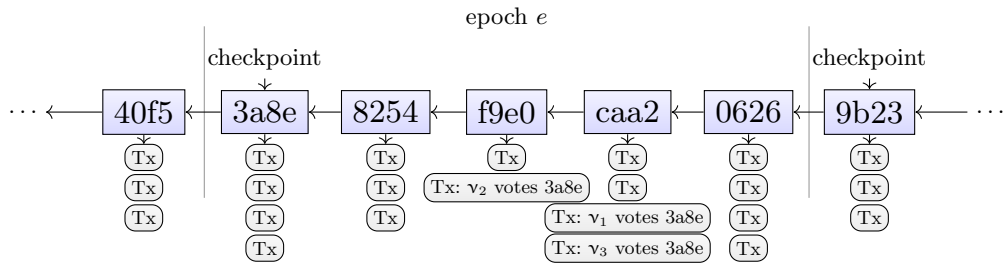 epoch e
checkpoint checkpoint
··· 40f5 3a8e 8254 f9e0 caa2 0626 9b23 ···
Tx Tx Tx Tx Tx Tx Tx
Tx Tx Tx Tx: ν₂ votes 3a8e Tx Tx Tx
Tx Tx Tx Tx: ν₁ votes 3a8e Tx Tx
Tx Tx: ν₃ votes 3a8e Tx